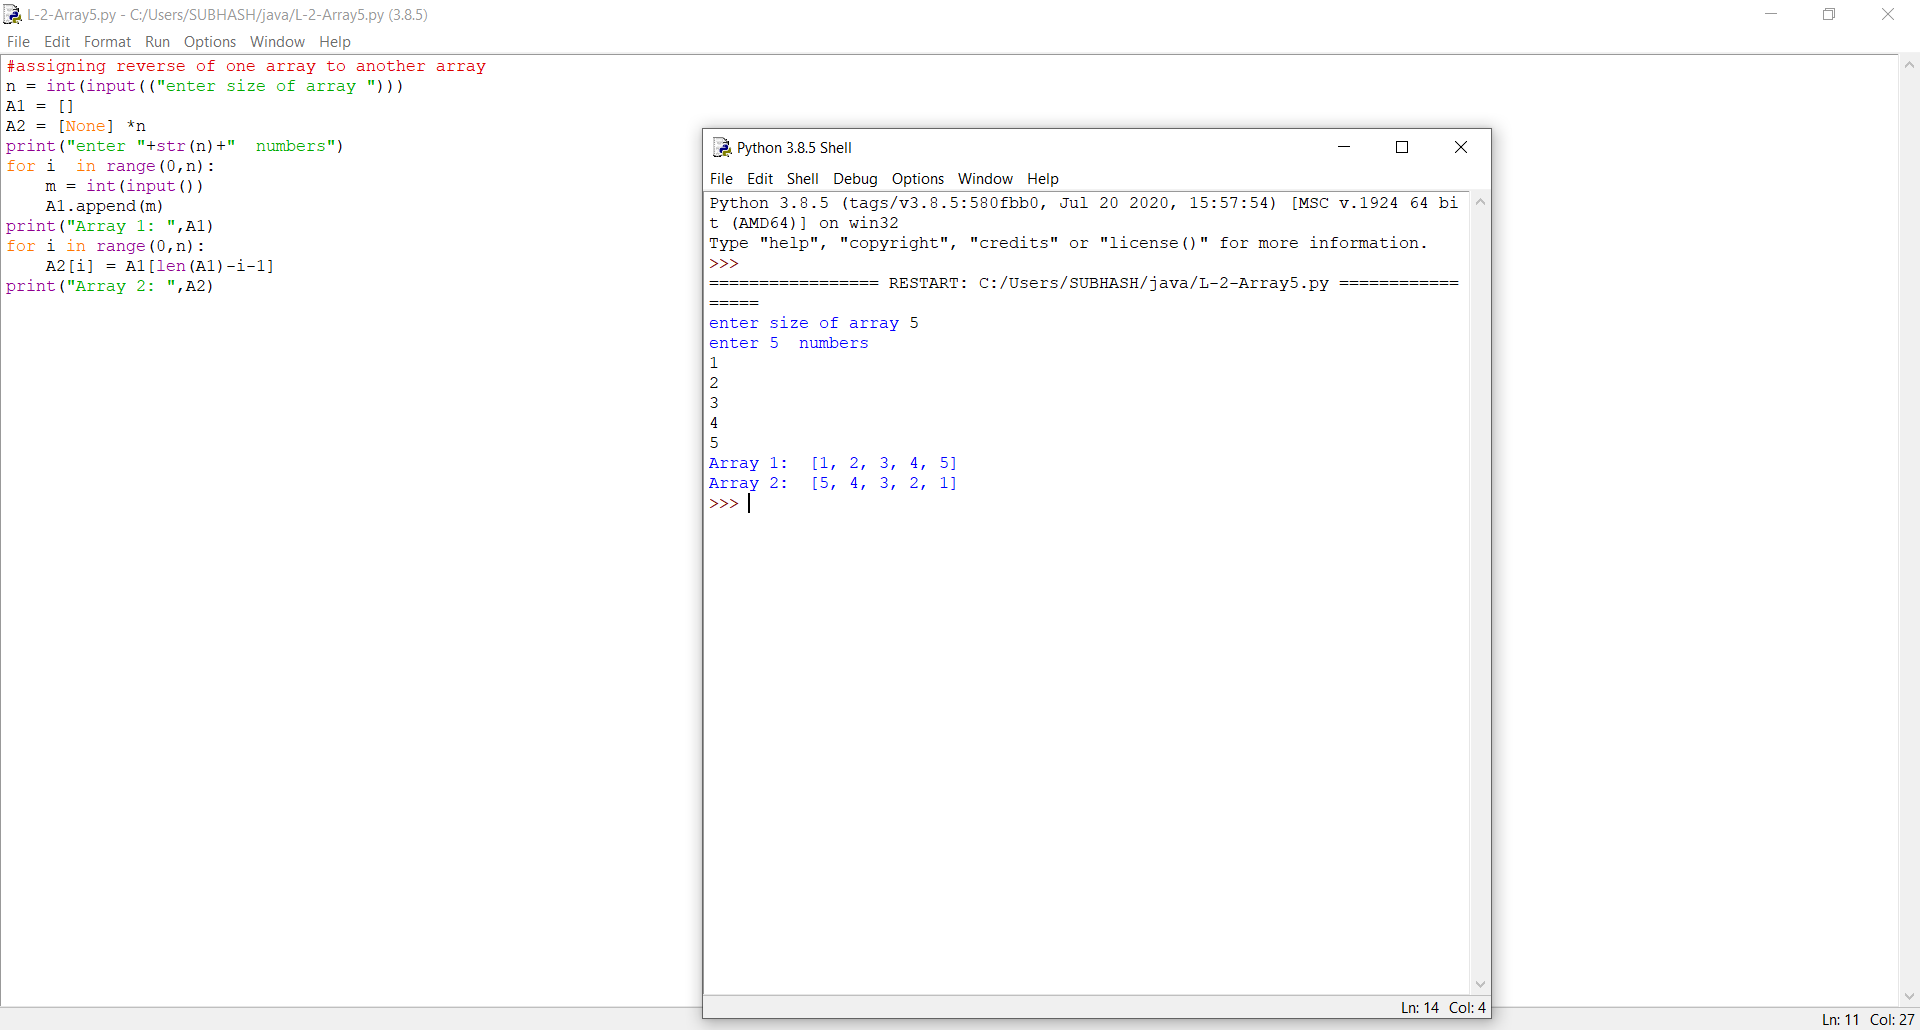 L-2-Array5.py - C:/Users/SUBHASH/java/L-2-Array5.py (3.8.5)
File Edit Format Run Options Window Help
#assigning reverse of one array to another array
n = int(input(("enter size of array ")))
A1 = []
A2 = [None] *n
print("enter "+str(n)+"  numbers")
for i  in range(0,n):
    m = int(input())
    A1.append(m)
print("Array 1: ",A1)
for i in range(0,n):
    A2[i] = A1[len(A1)-i-1]
print("Array 2: ",A2)
Python 3.8.5 Shell
File Edit Shell Debug Options Window Help
Python 3.8.5 (tags/v3.8.5:580fbb0, Jul 20 2020, 15:57:54) [MSC v.1924 64 bi
t (AMD64)] on win32
Type "help", "copyright", "credits" or "license()" for more information.
>>>
================= RESTART: C:/Users/SUBHASH/java/L-2-Array5.py ============
=====
enter size of array 5
enter 5  numbers
1
2
3
4
5
Array 1:  [1, 2, 3, 4, 5]
Array 2:  [5, 4, 3, 2, 1]
>>>
Ln: 14 Col: 4
Ln: 11 Col: 27